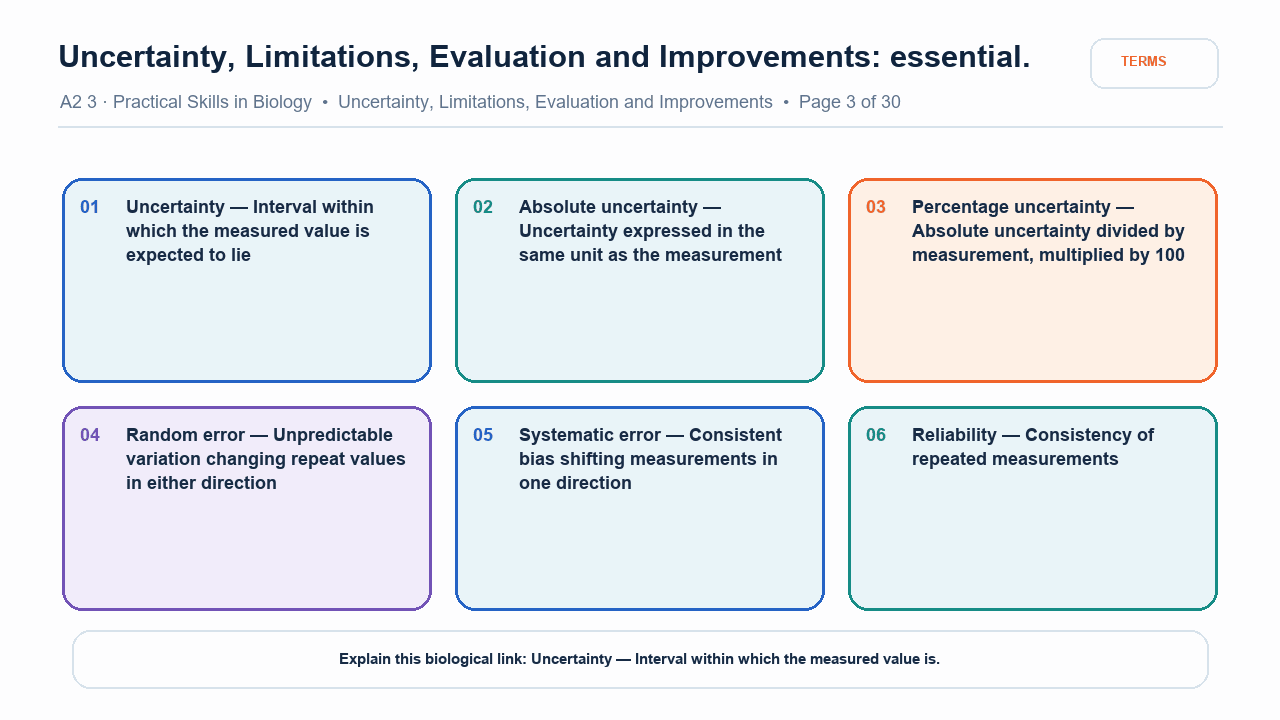 Uncertainty, Limitations, Evaluation and Improvements: essential.
TERMS
A2 3 · Practical Skills in Biology • Uncertainty, Limitations, Evaluation and Improvements • Page 3 of 30
01 Uncertainty — Interval within
which the measured value is
expected to lie
02 Absolute uncertainty —
Uncertainty expressed in the
same unit as the measurement
03 Percentage uncertainty —
Absolute uncertainty divided by
measurement, multiplied by 100
04 Random error — Unpredictable
variation changing repeat values
in either direction
05 Systematic error — Consistent
bias shifting measurements in
one direction
06 Reliability — Consistency of
repeated measurements
Explain this biological link: Uncertainty — Interval within which the measured value is.